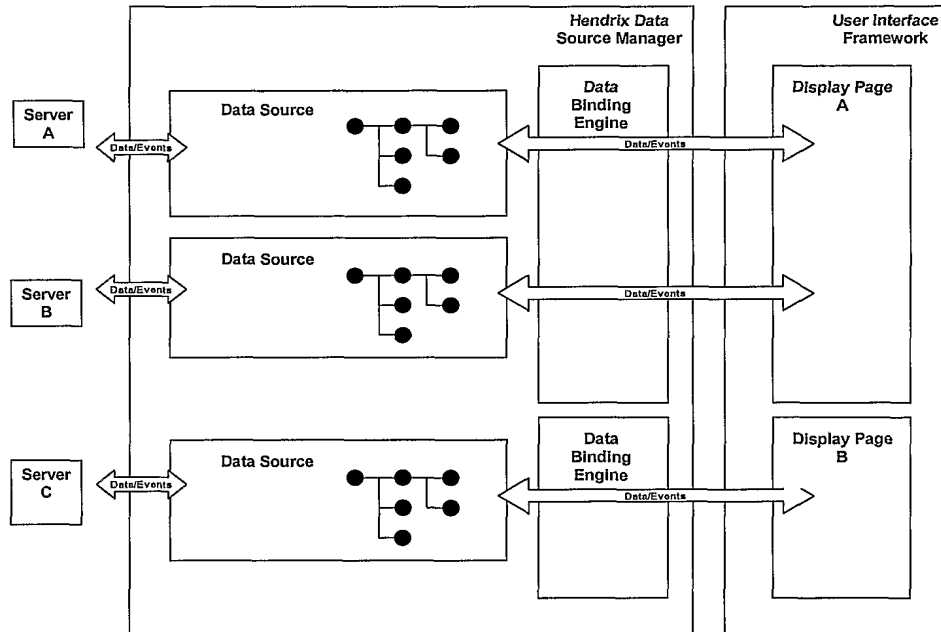 Hendrix Data
Source Manager
User Interface
Framework
Server
A
Data/Events
Data Source
Data
Binding
Engine
Data/Events
Display Page
A
Server
B
Data/Events
Data Source
Data/Events
Server
C
Data/Events
Data Source
Data
Binding
Engine
Data/Events
Display Page
B